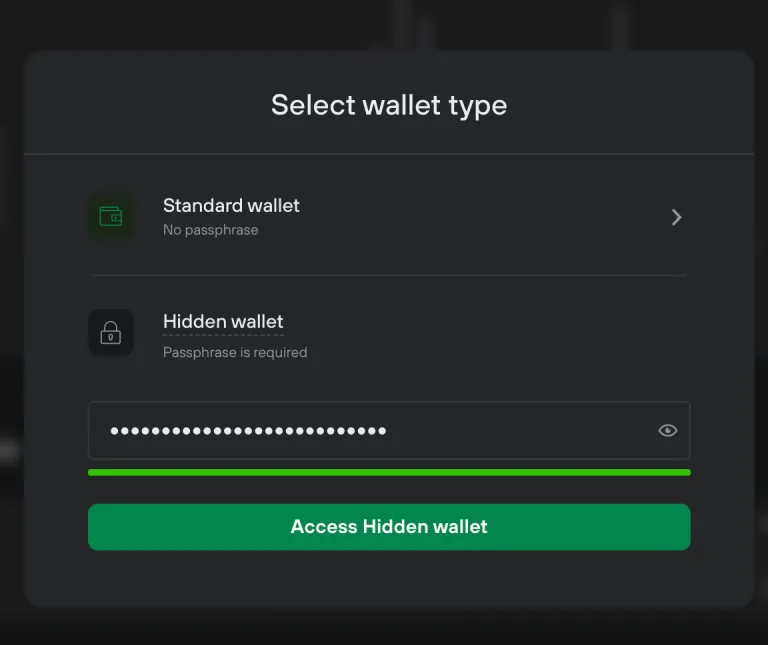 Select wallet type
Standard wallet
No passphrase
Hidden wallet
Passphrase is required
•••••••••••••••••••••••••••
Access Hidden wallet